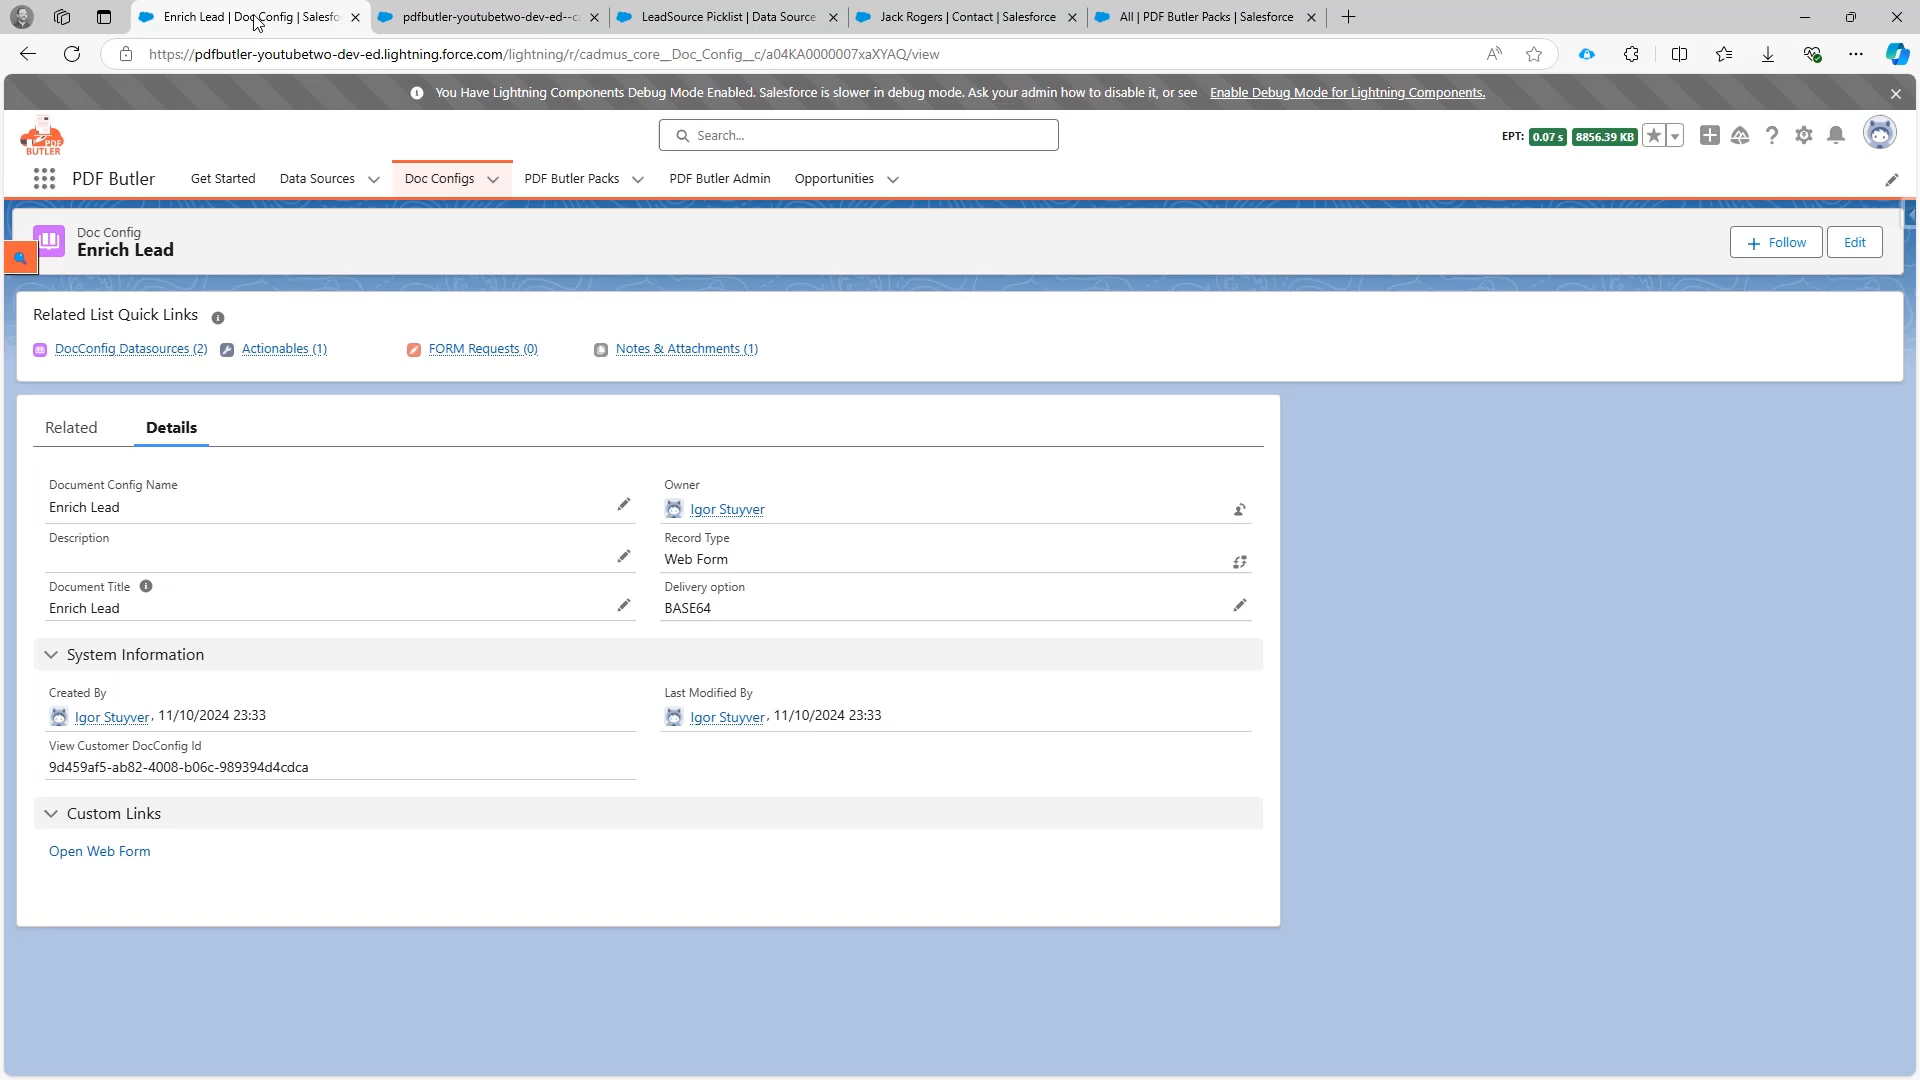 Enrich Lead | Doc Config | Salesfo
pdfbutler-youtubetwo-dev-ed--c
LeadSource Picklist | Data Source
Jack Rogers | Contact | Salesforce
All | PDF Butler Packs | Salesforce
https://pdfbutler-youtubetwo-dev-ed.lightning.force.com/lightning/r/cadmus_core__Doc_Config__c/a04KA0000007xaXYAQ/view
You Have Lightning Components Debug Mode Enabled. Salesforce is slower in debug mode. Ask your admin how to disable it, or see Enable Debug Mode for Lightning Components.
PDF
BUTLER
Search...
EPT: 0.07 s 8856.39 KB
PDF Butler
Get Started
Data Sources
Doc Configs
PDF Butler Packs
PDF Butler Admin
Opportunities
Doc Config
Enrich Lead
Follow
Edit
Related List Quick Links
DocConfig Datasources (2)
Actionables (1)
FORM Requests (0)
Notes & Attachments (1)
Related
Details
Document Config Name
Enrich Lead
Owner
Igor Stuyver
Description
Record Type
Web Form
Document Title
Enrich Lead
Delivery option
BASE64
System Information
Created By
Igor Stuyver, 11/10/2024 23:33
Last Modified By
Igor Stuyver, 11/10/2024 23:33
View Customer DocConfig Id
9d459af5-ab82-4008-b06c-989394d4cdca
Custom Links
Open Web Form